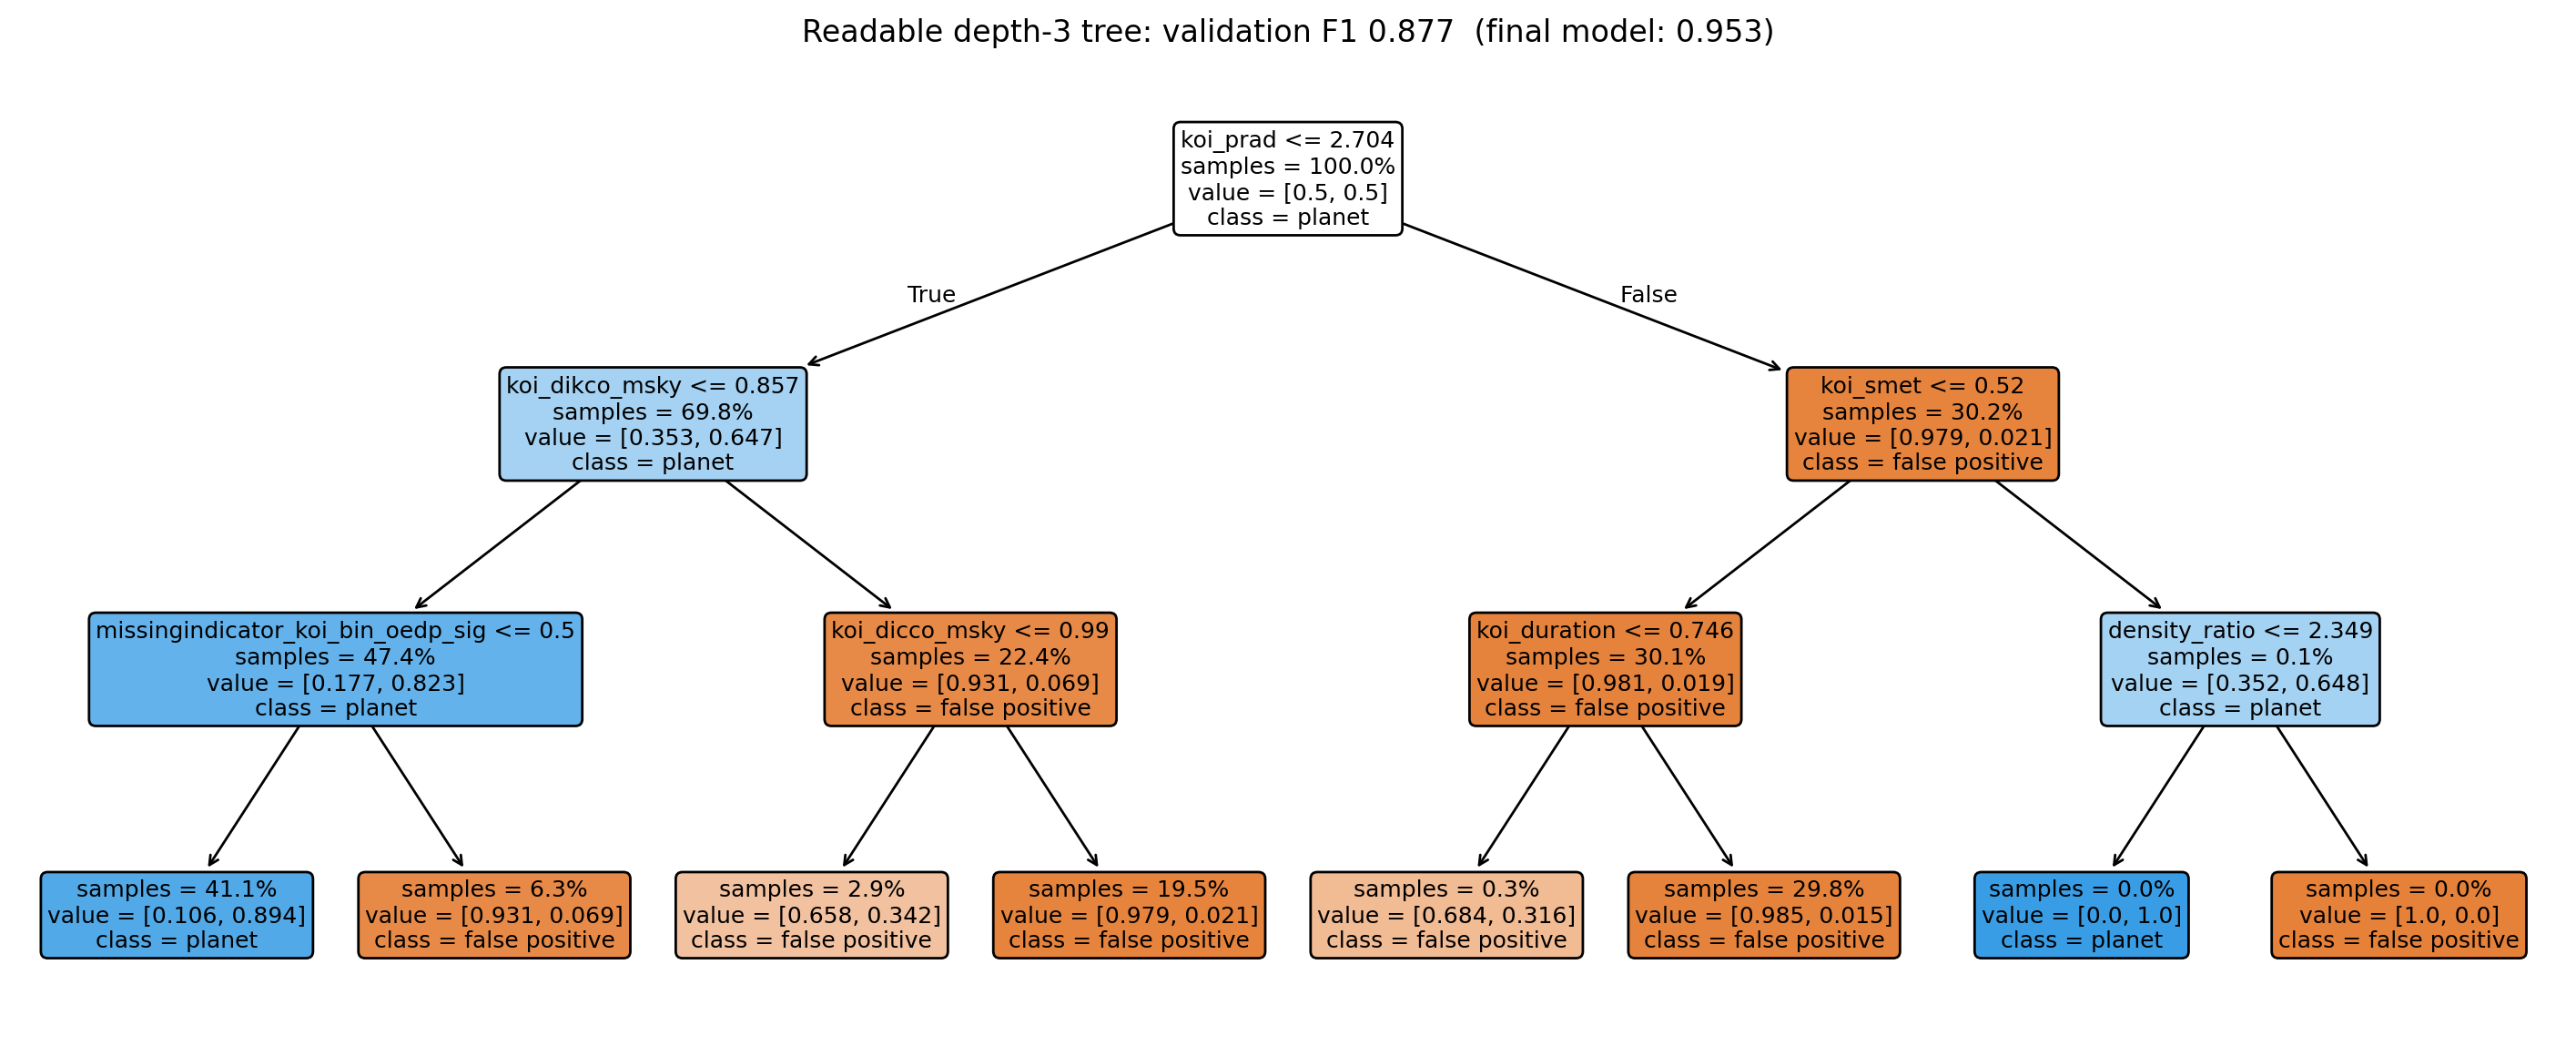 Readable depth-3 tree: validation F1 0.877  (final model: 0.953)
koi_prad <= 2.704
samples = 100.0%
value = [0.5, 0.5]
class = planet
True
False
koi_dikco_msky <= 0.857
samples = 69.8%
value = [0.353, 0.647]
class = planet
koi_smet <= 0.52
samples = 30.2%
value = [0.979, 0.021]
class = false positive
missingindicator_koi_bin_oedp_sig <= 0.5
samples = 47.4%
value = [0.177, 0.823]
class = planet
koi_dicco_msky <= 0.99
samples = 22.4%
value = [0.931, 0.069]
class = false positive
koi_duration <= 0.746
samples = 30.1%
value = [0.981, 0.019]
class = false positive
density_ratio <= 2.349
samples = 0.1%
value = [0.352, 0.648]
class = planet
samples = 41.1%
value = [0.106, 0.894]
class = planet
samples = 6.3%
value = [0.931, 0.069]
class = false positive
samples = 2.9%
value = [0.658, 0.342]
class = false positive
samples = 19.5%
value = [0.979, 0.021]
class = false positive
samples = 0.3%
value = [0.684, 0.316]
class = false positive
samples = 29.8%
value = [0.985, 0.015]
class = false positive
samples = 0.0%
value = [0.0, 1.0]
class = planet
samples = 0.0%
value = [1.0, 0.0]
class = false positive